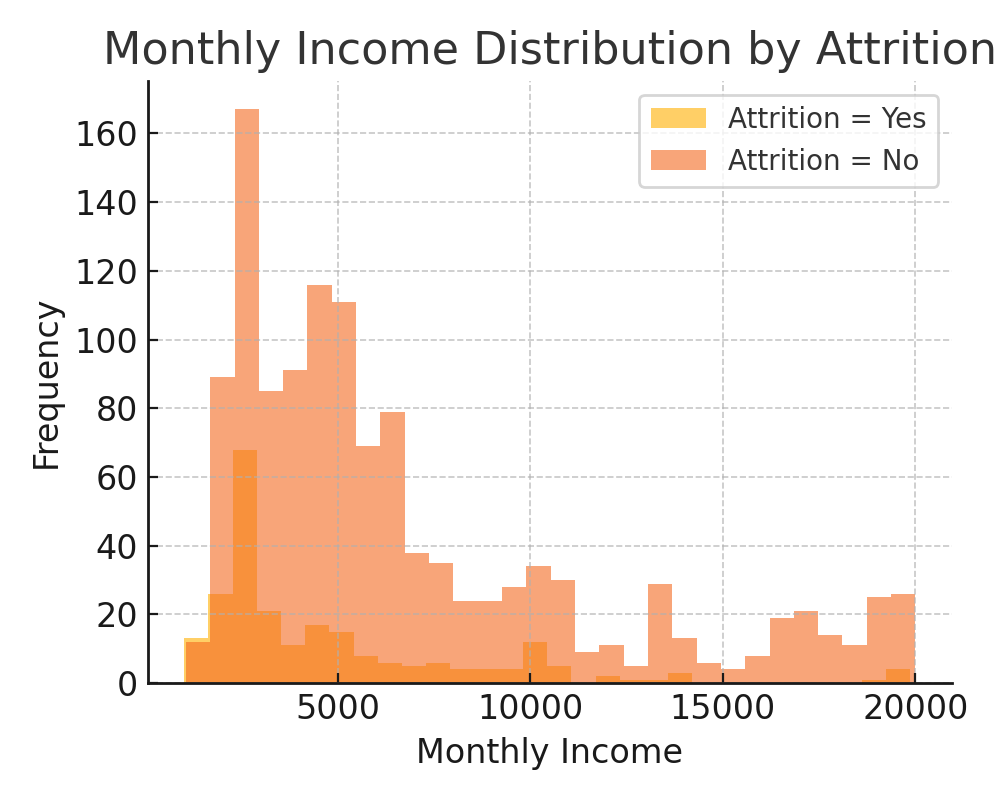 Monthly Income Distribution by Attrition
Attrition = Yes
Attrition = No
160
140
120
100
80
60
40
20
0
Frequency
5000
10000
15000
20000
Monthly Income